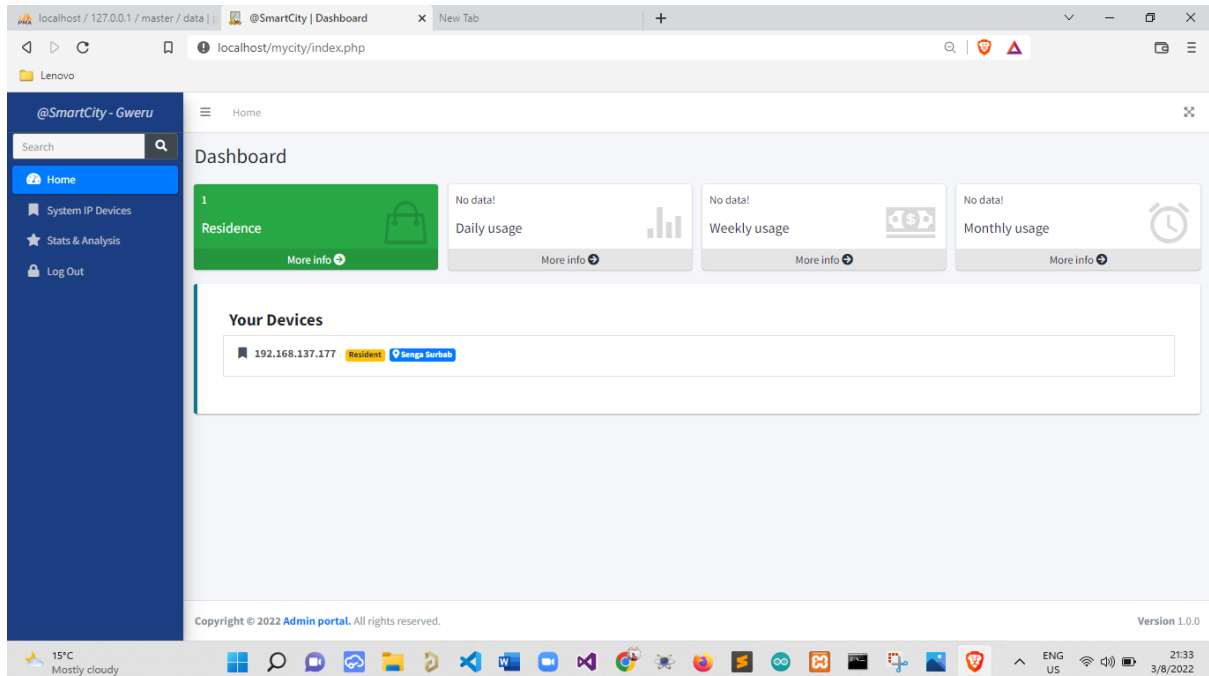 localhost / 127.0.0.1 / master / data | p
@SmartCity | Dashboard
New Tab
localhost/mycity/index.php
Lenovo
@SmartCity - Gweru
Home
Search
Home
System IP Devices
Stats & Analysis
Log Out
Dashboard
1
Residence
More info
No data!
Daily usage
More info
No data!
Weekly usage
More info
No data!
Monthly usage
More info
Your Devices
192.168.137.177 Resident Senga Surbab
Copyright © 2022 Admin portal. All rights reserved.
Version 1.0.0
15°C
Mostly cloudy
ENG
US
21:33
3/8/2022